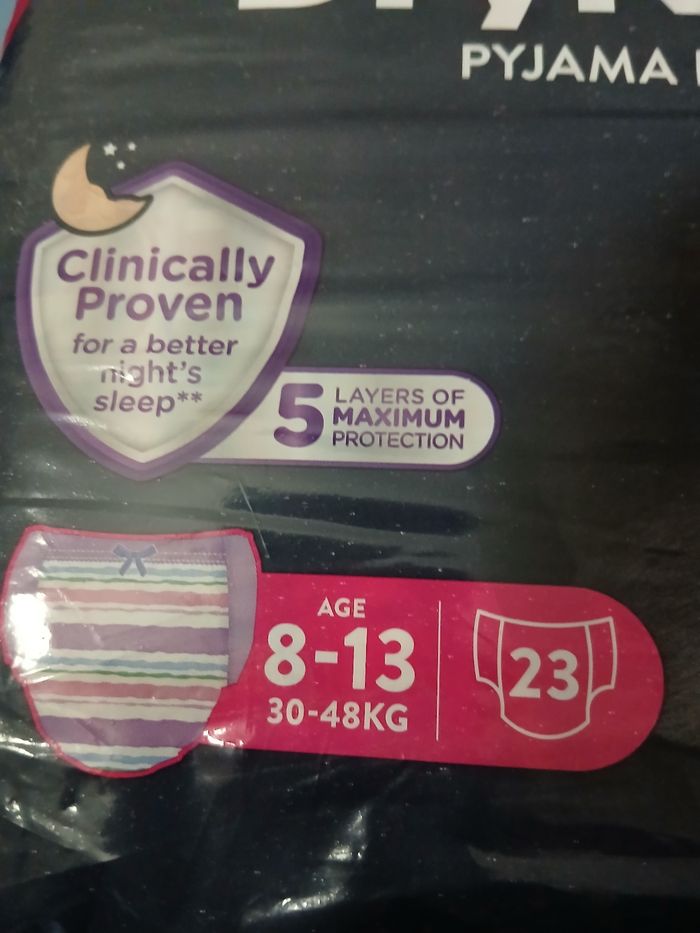 PYJAMA
Clinically
Proven
for a better
night's
sleep**
5
LAYERS OF
MAXIMUM
PROTECTION
AGE
8-13
30-48KG
23